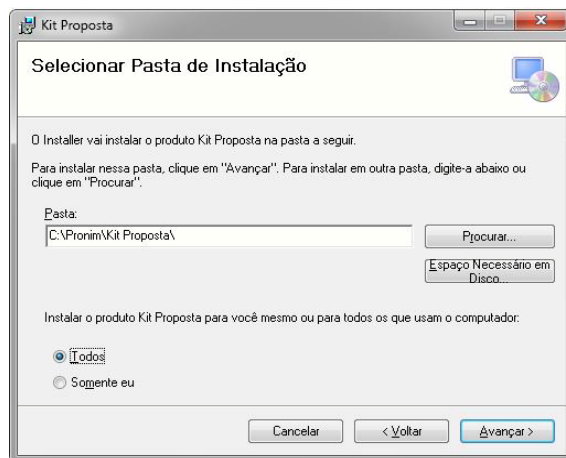 Kit Proposta
Selecionar Pasta de Instalação
O Installer vai instalar o produto Kit Proposta na pasta a seguir.
Para instalar nessa pasta, clique em "Avançar". Para instalar em outra pasta, digite-a abaixo ou
clique em "Procurar".
Pasta:
C:\Pronim\Kit Proposta\
Procurar...
Espaço Necessário em
Disco...
Instalar o produto Kit Proposta para você mesmo ou para todos os que usam o computador:
Todos
Somente eu
Cancelar
< Voltar
Avançar >